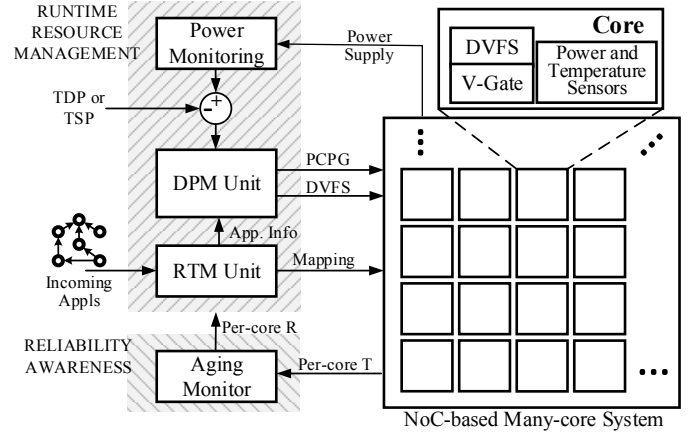 RUNTIME
RESOURCE
MANAGEMENT
Power
Monitoring
Power
Supply
Core
DVFS
V-Gate
Power and
Temperature
Sensors
TDP or
TSP
-
+
DPM Unit
PCPG
DVFS
App. Info
RTM Unit
Mapping
Incoming
Appls
Per-core R
RELIABILITY
AWARENESS
Aging
Monitor
Per-core T
NoC-based Many-core System